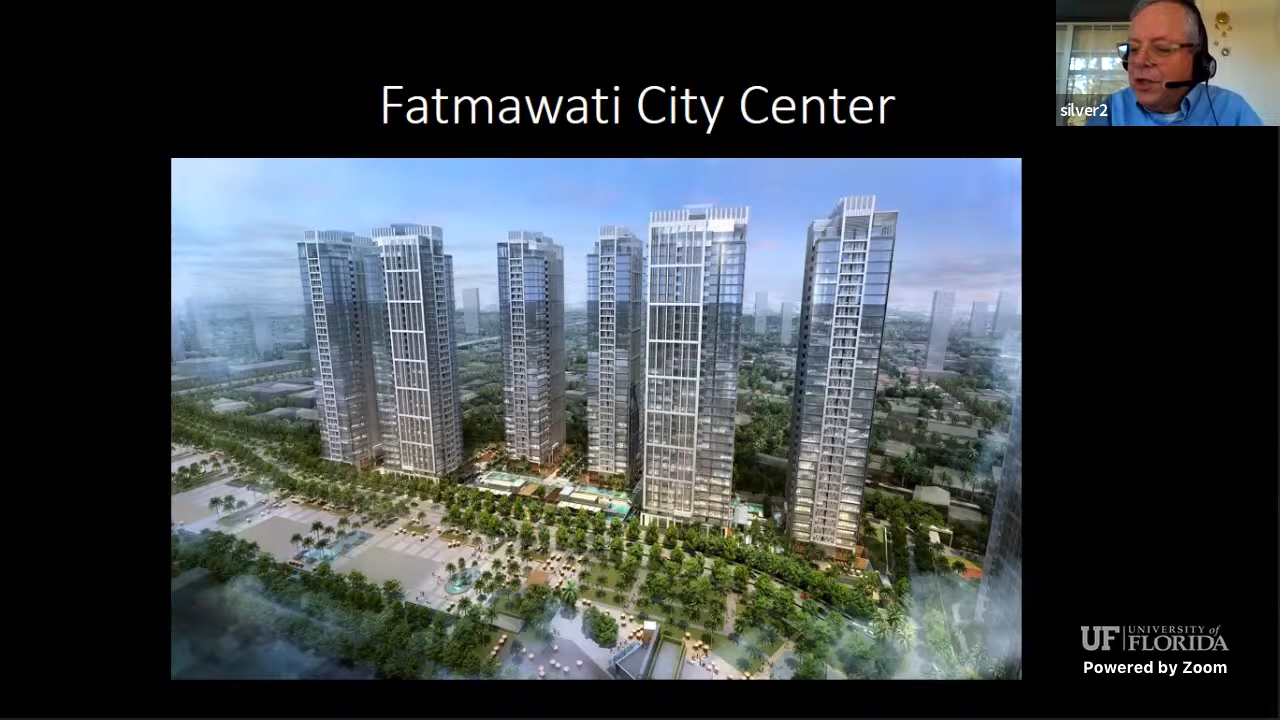 Fatmawati City Center
silver2
UF UNIVERSITY of
FLORIDA
Powered by Zoom